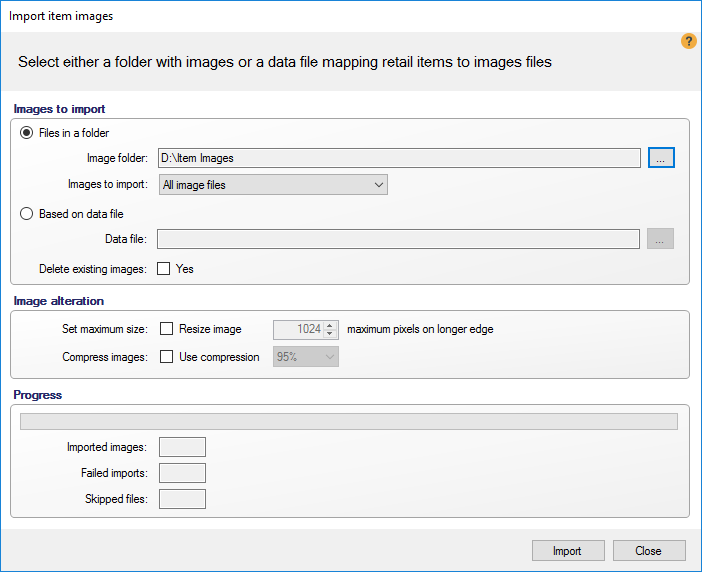 Import item images
?
Select either a folder with images or a data file mapping retail items to images files
Images to import
Files in a folder
Image folder: D:\Item Images ...
Images to import: All image files
Based on data file
Data file: ...
Delete existing images: Yes
Image alteration
Set maximum size: Resize image 1024 maximum pixels on longer edge
Compress images: Use compression 95%
Progress
Imported images:
Failed imports:
Skipped files:
Import Close